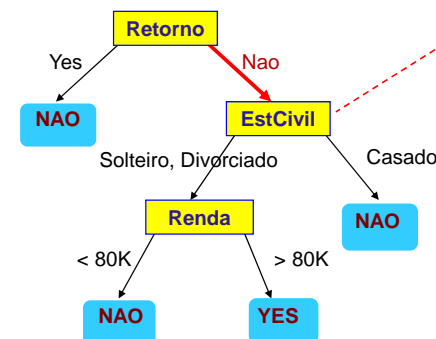 Retorno
Yes
Nao
NAO
EstCivil
Solteiro, Divorciado
Casado
Renda
NAO
< 80K
> 80K
NAO
YES